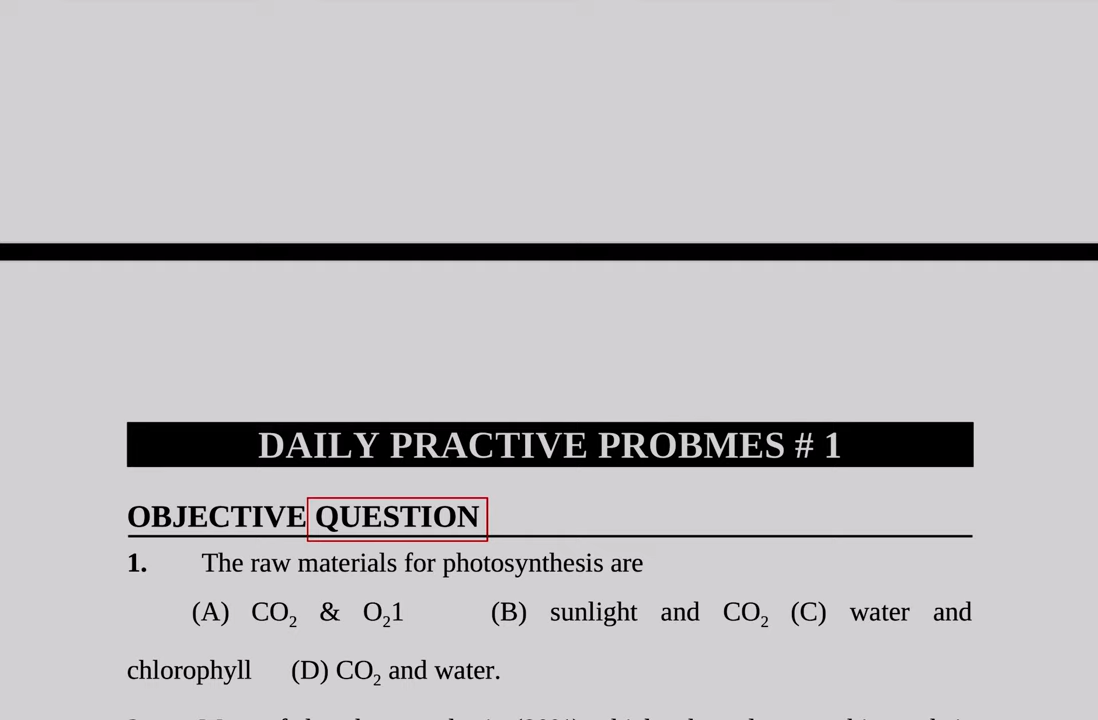 DAILY PRACTIVE PROBMES # 1
OBJECTIVE QUESTION
1. The raw materials for photosynthesis are
(A) CO₂ & O₂1 (B) sunlight and CO₂ (C) water and
chlorophyll (D) CO₂ and water.